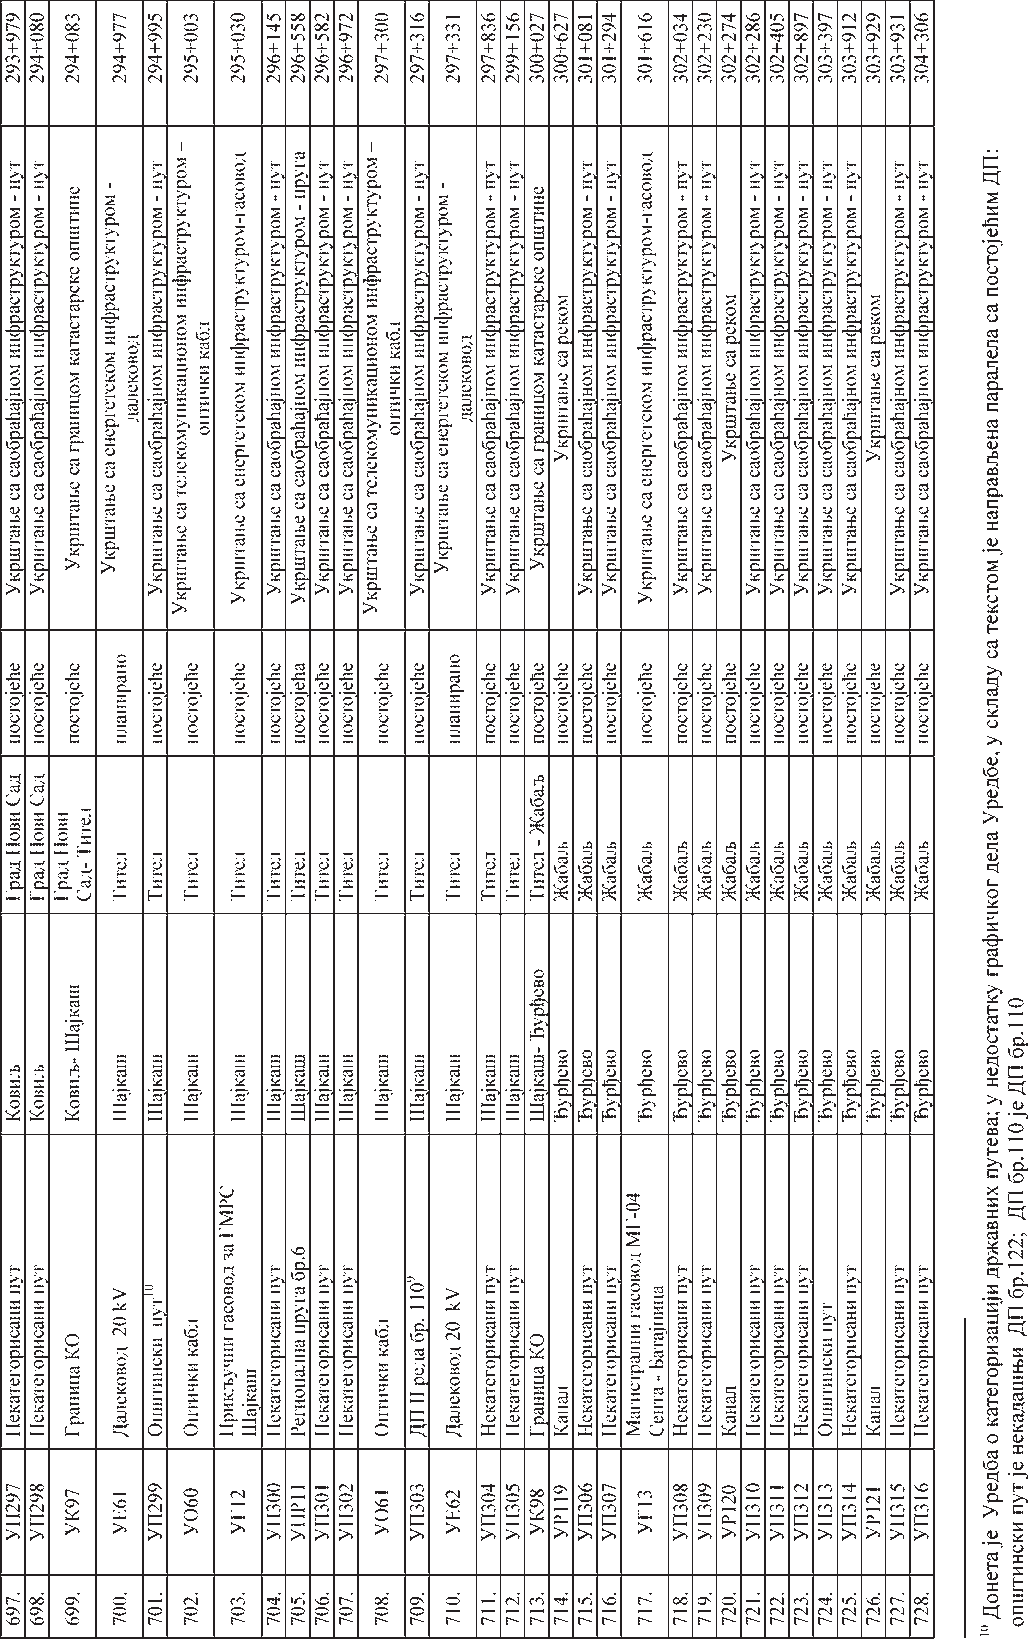 697. УП297 Некатегорисани пут Ковиљ Град Нови Сад постојеће Укрштање са саобраћајном инфраструктуром - пут 293+979
698. УП298 Некатегорисани пут Ковиљ Град Нови Сад постојеће Укрштање са саобраћајном инфраструктуром - пут 294+080
699. УК97 Граница КО Ковиљ- Шајкаш Град Нови Сад- Тител постојеће Укрштање са границом катастарске општине 294+083
700. УЕ61 Далековод 20 kV Шајкаш Тител планирано Укрштање са енергетском инфраструктуром - далековод 294+977
701. УП299 Општински пут¹⁰ Шајкаш Тител постојеће Укрштање са саобраћајном инфраструктуром - пут 294+995
702. УО60 Оптички кабл Шајкаш Тител постојеће Укрштање са телекомуникационом инфраструктуром – оптички кабл 295+003
703. УГ12 Прикључни гасовод за ГМРС Шајкаш Шајкаш Тител постојеће Укрштање са енергетском инфраструктуром-гасовод 295+030
704. УП300 Некатегорисани пут Шајкаш Тител постојеће Укрштање са саобраћајном инфраструктуром - пут 296+145
705. УПР11 Регионална пруга бр.6 Шајкаш Тител постојећа Укрштање са саобраћајном инфраструктуром - пруга 296+558
706. УП301 Некатегорисани пут Шајкаш Тител постојеће Укрштање са саобраћајном инфраструктуром - пут 296+582
707. УП302 Некатегорисани пут Шајкаш Тител постојеће Укрштање са саобраћајном инфраструктуром - пут 296+972
708. УО61 Оптички кабл Шајкаш Тител постојеће Укрштање са телекомуникационом инфраструктуром – оптички кабл 297+300
709. УП303 ДП II реда бр. 110⁹ Шајкаш Тител постојеће Укрштање са саобраћајном инфраструктуром - пут 297+316
710. УЕ62 Далековод 20 kV Шајкаш Тител планирано Укрштање са енергетском инфраструктуром - далековод 297+331
711. УП304 Некатегорисани пут Шајкаш Тител постојеће Укрштање са саобраћајном инфраструктуром - пут 297+836
712. УП305 Некатегорисани пут Шајкаш Тител постојеће Укрштање са саобраћајном инфраструктуром - пут 299+156
713. УК98 Граница КО Шајкаш- Ђурђево Тител - Жабаљ постојеће Укрштање са границом катастарске општине 300+027
714. УР119 Канал Ђурђево Жабаљ постојеће Укрштање са реком 300+627
715. УП306 Некатегорисани пут Ђурђево Жабаљ постојеће Укрштање са саобраћајном инфраструктуром - пут 301+081
716. УП307 Некатегорисани пут Ђурђево Жабаљ постојеће Укрштање са саобраћајном инфраструктуром - пут 301+294
717. УГ13 Магистрални гасовод МГ-04 Сента - Батајница Ђурђево Жабаљ постојеће Укрштање са енергетском инфраструктуром-гасовод 301+616
718. УП308 Некатегорисани пут Ђурђево Жабаљ постојеће Укрштање са саобраћајном инфраструктуром - пут 302+034
719. УП309 Некатегорисани пут Ђурђево Жабаљ постојеће Укрштање са саобраћајном инфраструктуром - пут 302+230
720. УР120 Канал Ђурђево Жабаљ постојеће Укрштање са реком 302+274
721. УП310 Некатегорисани пут Ђурђево Жабаљ постојеће Укрштање са саобраћајном инфраструктуром - пут 302+286
722. УП311 Некатегорисани пут Ђурђево Жабаљ постојеће Укрштање са саобраћајном инфраструктуром - пут 302+405
723. УП312 Некатегорисани пут Ђурђево Жабаљ постојеће Укрштање са саобраћајном инфраструктуром - пут 302+897
724. УП313 Општински пут Ђурђево Жабаљ постојеће Укрштање са саобраћајном инфраструктуром - пут 303+397
725. УП314 Некатегорисани пут Ђурђево Жабаљ постојеће Укрштање са саобраћајном инфраструктуром - пут 303+912
726. УР121 Канал Ђурђево Жабаљ постојеће Укрштање са реком 303+929
727. УП315 Некатегорисани пут Ђурђево Жабаљ постојеће Укрштање са саобраћајном инфраструктуром - пут 303+931
728. УП316 Некатегорисани пут Ђурђево Жабаљ постојеће Укрштање са саобраћајном инфраструктуром - пут 304+306
¹⁰ Донета је Уредба о категоризацији државних путева; у недостатку графичког дела Уредбе, у складу са текстом је направљена паралела са постојећим ДП:
општински пут је некадашњи ДП бр.122; ДП бр.110 је ДП бр.110